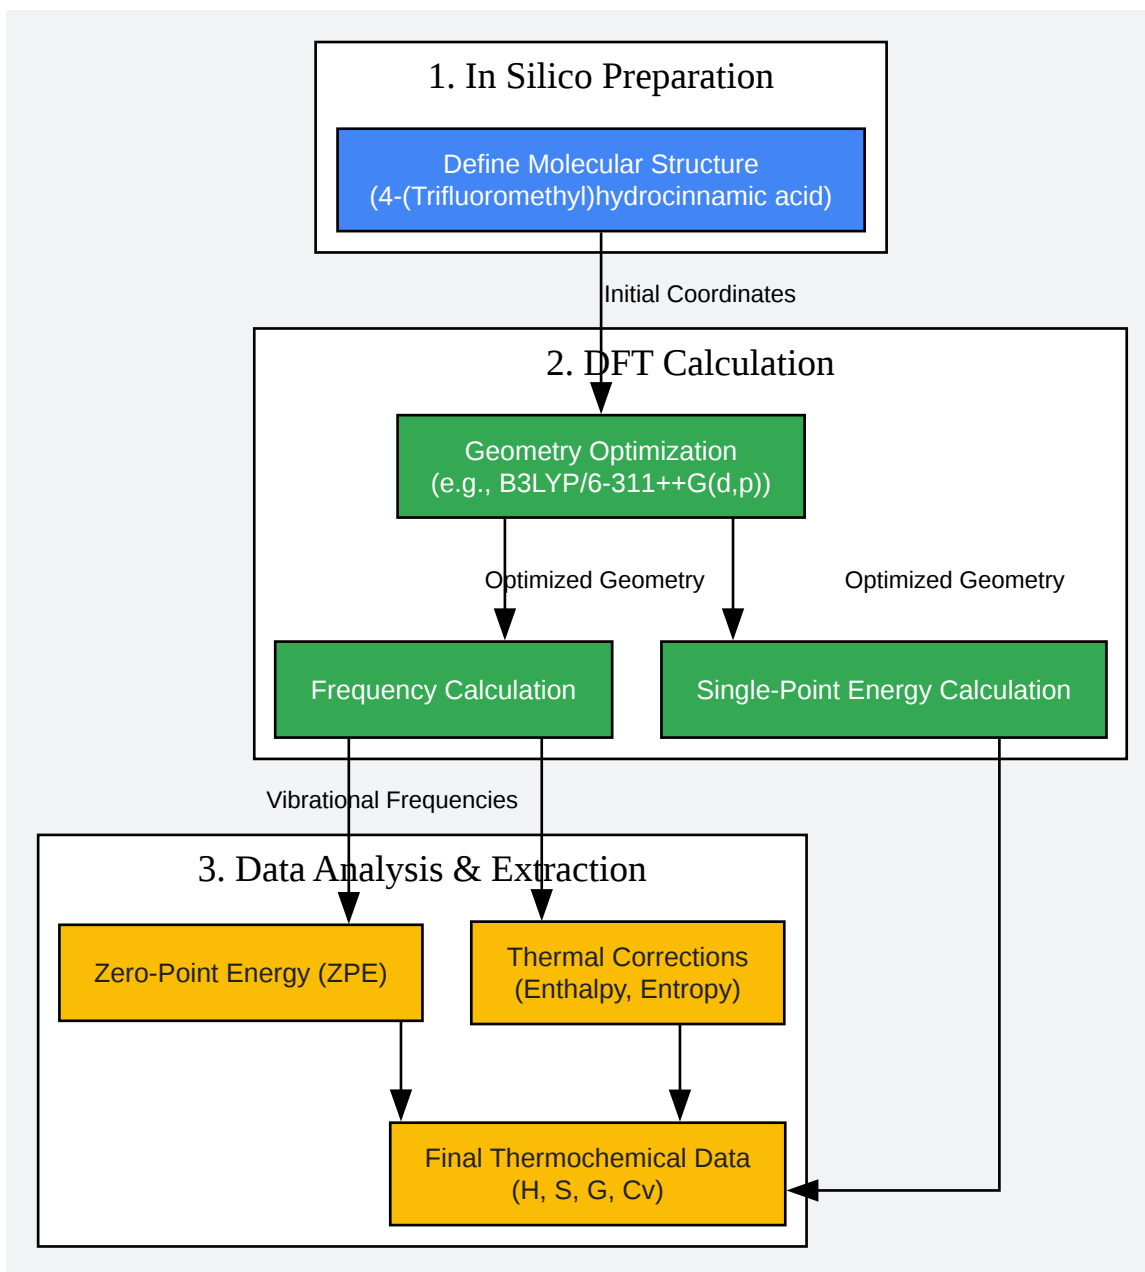 1. In Silico Preparation
Define Molecular Structure
(4-(Trifluoromethyl)hydrocinnamic acid)
Initial Coordinates
2. DFT Calculation
Geometry Optimization
(e.g., B3LYP/6-311++G(d,p))
Optimized Geometry
Optimized Geometry
Frequency Calculation
Single-Point Energy Calculation
Vibrational Frequencies
3. Data Analysis & Extraction
Zero-Point Energy (ZPE)
Thermal Corrections
(Enthalpy, Entropy)
Final Thermochemical Data
(H, S, G, Cv)